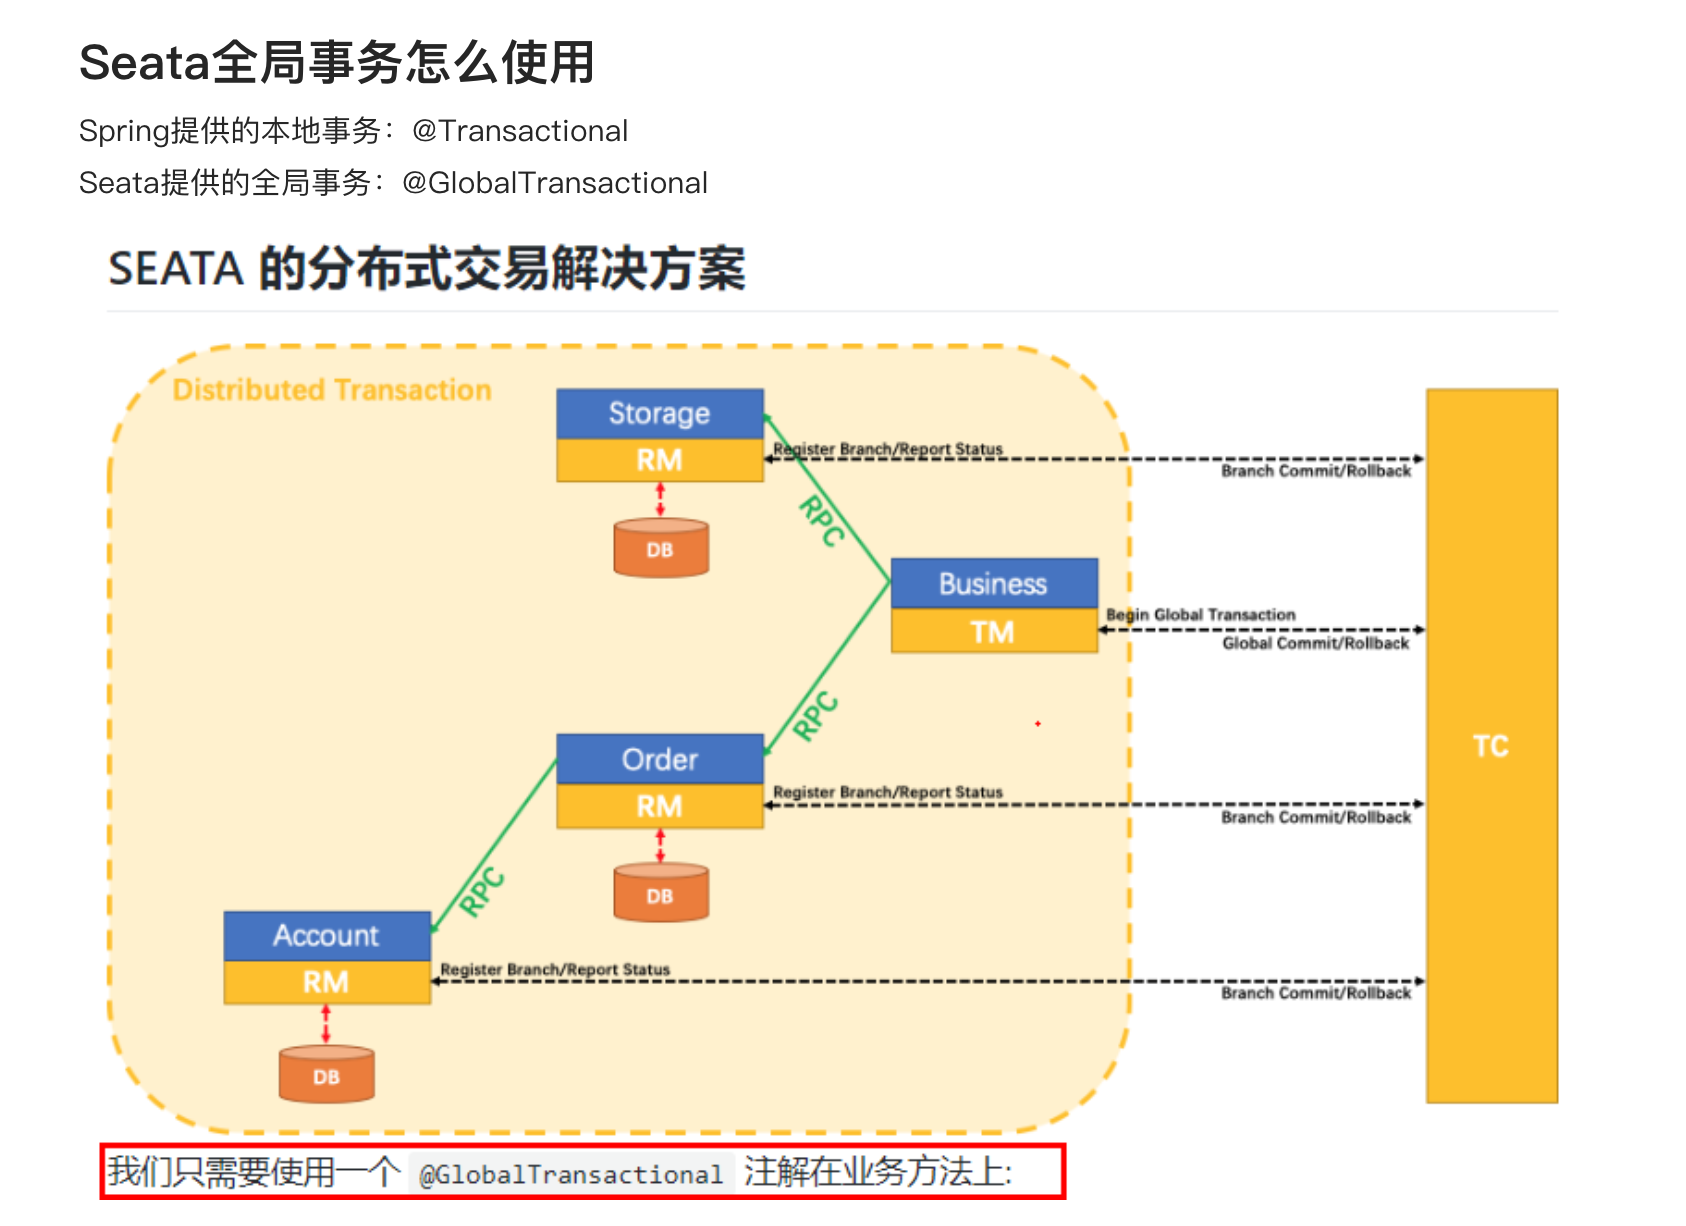 Seata全局事务怎么使用
Spring提供的本地事务：@Transactional
Seata提供的全局事务：@GlobalTransactional
SEATA 的分布式交易解决方案
Distributed Transaction
Storage
RM
Register Branch/Report Status
Branch Commit/Rollback
RPC
DB
Business
TM
Begin Global Transaction
Global Commit/Rollback
RPC
TC
Order
RM
Register Branch/Report Status
Branch Commit/Rollback
RPC
DB
Account
RM
Register Branch/Report Status
Branch Commit/Rollback
DB
我们只需要使用一个 @GlobalTransactional 注解在业务方法上: